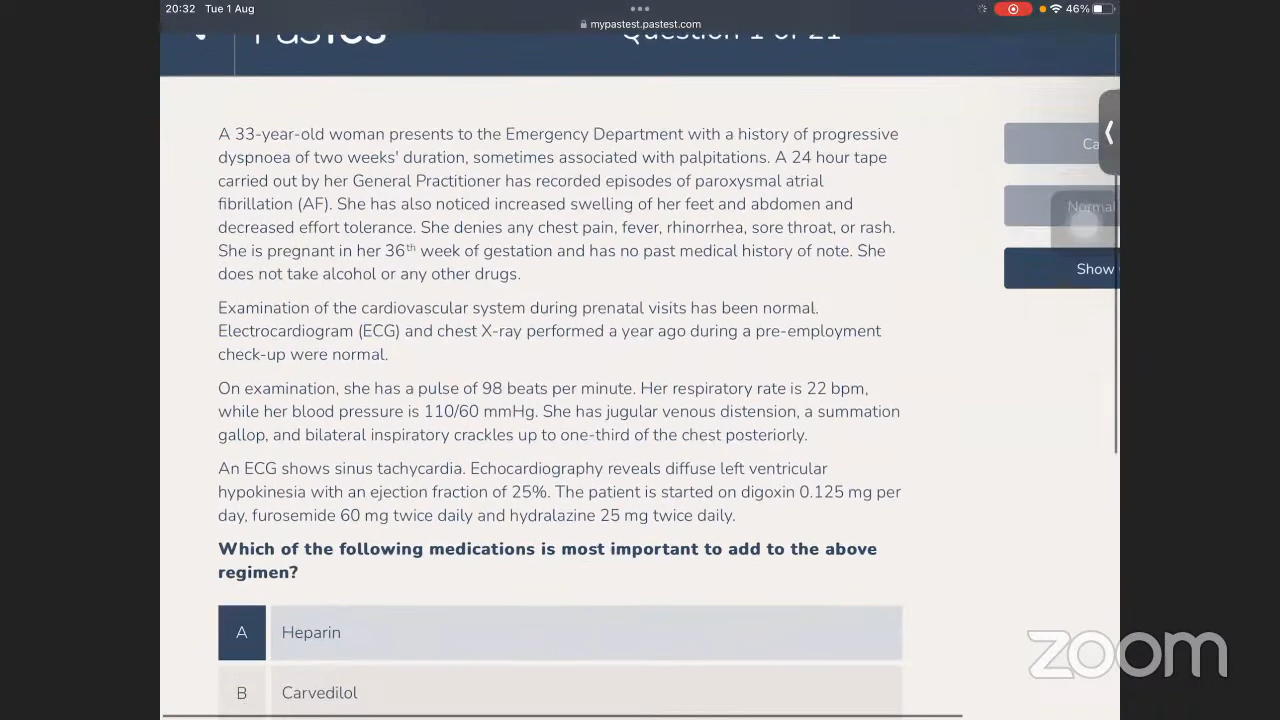 20:32 Tue 1 Aug
46%
mypastest.pastest.com
Question 1 of 21
A 33-year-old woman presents to the Emergency Department with a history of progressive
dyspnoea of two weeks' duration, sometimes associated with palpitations. A 24 hour tape
carried out by her General Practitioner has recorded episodes of paroxysmal atrial
fibrillation (AF). She has also noticed increased swelling of her feet and abdomen and
decreased effort tolerance. She denies any chest pain, fever, rhinorrhea, sore throat, or rash.
She is pregnant in her 36th week of gestation and has no past medical history of note. She
does not take alcohol or any other drugs.
Examination of the cardiovascular system during prenatal visits has been normal.
Electrocardiogram (ECG) and chest X-ray performed a year ago during a pre-employment
check-up were normal.
On examination, she has a pulse of 98 beats per minute. Her respiratory rate is 22 bpm,
while her blood pressure is 110/60 mmHg. She has jugular venous distension, a summation
gallop, and bilateral inspiratory crackles up to one-third of the chest posteriorly.
An ECG shows sinus tachycardia. Echocardiography reveals diffuse left ventricular
hypokinesia with an ejection fraction of 25%. The patient is started on digoxin 0.125 mg per
day, furosemide 60 mg twice daily and hydralazine 25 mg twice daily.
Which of the following medications is most important to add to the above
regimen?
A Heparin
B Carvedilol
Ca
Normal
Show
zoom